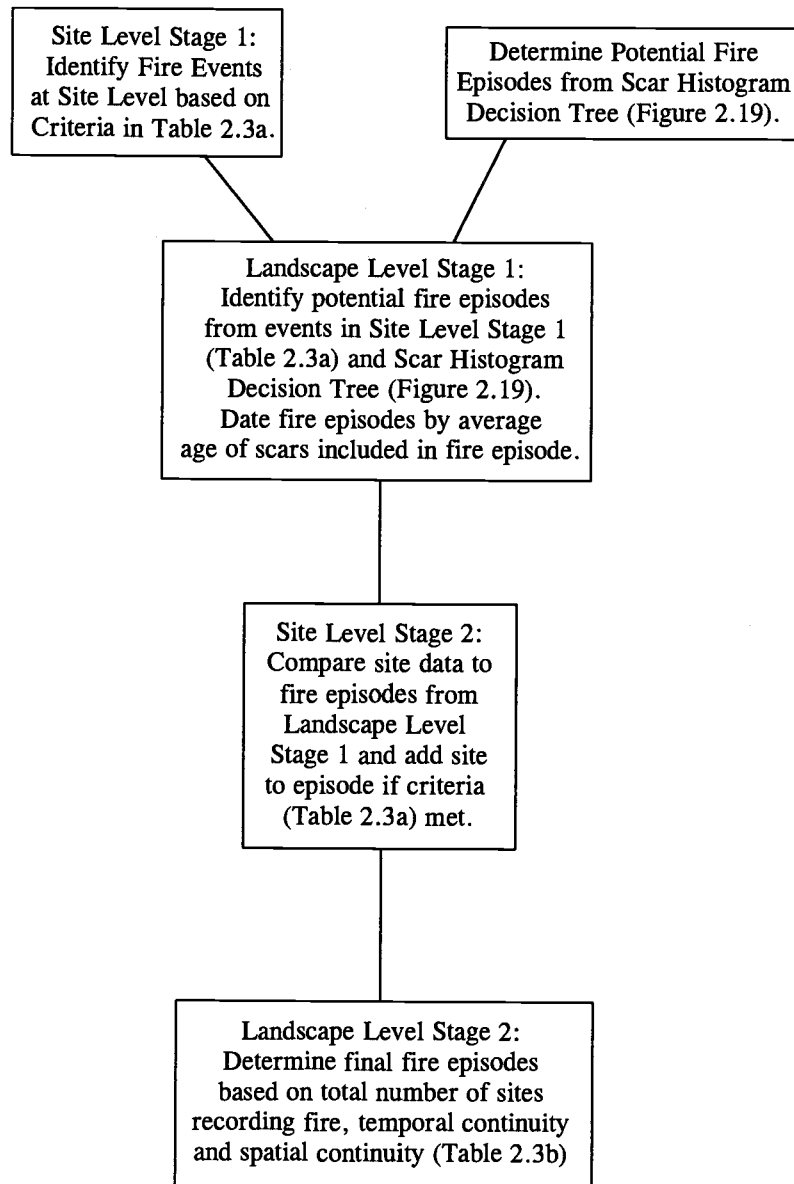 Site Level Stage 1:
Identify Fire Events
at Site Level based on
Criteria in Table 2.3a.
Determine Potential Fire
Episodes from Scar Histogram
Decision Tree (Figure 2.19).
Landscape Level Stage 1:
Identify potential fire episodes
from events in Site Level Stage 1
(Table 2.3a) and Scar Histogram
Decision Tree (Figure 2.19).
Date fire episodes by average
age of scars included in fire episode.
Site Level Stage 2:
Compare site data to
fire episodes from
Landscape Level
Stage 1 and add site
to episode if criteria
(Table 2.3a) met.
Landscape Level Stage 2:
Determine final fire episodes
based on total number of sites
recording fire, temporal continuity
and spatial continuity (Table 2.3b)